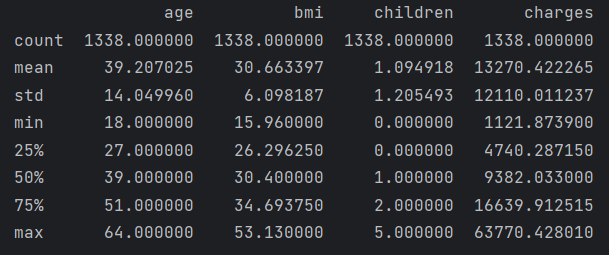 age bmi children charges
count 1338.000000 1338.000000 1338.000000 1338.000000
mean 39.207025 30.663397 1.094918 13270.422265
std 14.049960 6.098187 1.205493 12110.011237
min 18.000000 15.960000 0.000000 1121.873900
25% 27.000000 26.296250 0.000000 4740.287150
50% 39.000000 30.400000 1.000000 9382.033000
75% 51.000000 34.693750 2.000000 16639.912515
max 64.000000 53.130000 5.000000 63770.428010